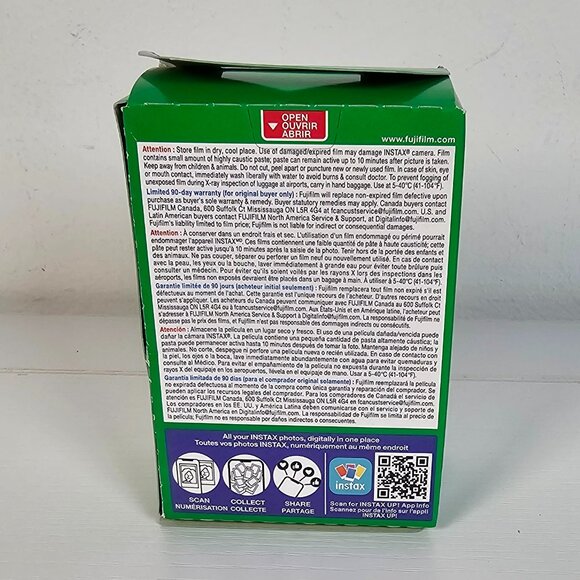 OPEN
OUVRIR
ABRIR
www.fujifilm.com
Attention : Store film in dry, cool place. Use of damaged/expired film may damage INSTAX® camera. Film
contains small amount of highly caustic paste; paste can remain active up to 10 minutes after picture is taken.
Keep away from children & animals. Do not cut, peel apart or puncture new or newly used film. In case of skin, eye
or mouth contact, immediately wash liberally with water to avoid burns & consult doctor. To prevent fogging of
unexposed film during X-ray inspection of luggage at airports, carry in hand baggage. Use at 5-40°C (41-104°F).
Limited 90-day warranty (for original buyer only) : Fujifilm will replace non-expired film defective upon
purchase as buyer's sole warranty & remedy. Buyer statutory remedies may apply. Canada buyers contact
FUJIFILM Canada, 600 Suffolk Ct Mississauga ON L5R 4G4 at fcancustservice@fujifilm.com. U.S. and
Latin American buyers contact FUJIFILM North America Service & Support, at Digitalinfo@fujifilm.com.
Fujifilm's liability limited to film price; Fujifilm is not liable for indirect or consequential damages.
Attention : À conserver dans un endroit frais et sec. L'utilisation d'un film endommagé ou périmé pourrait
endommager l'appareil INSTAX®. Ces films contiennent une faible quantité de pâte à haute causticité; cette
pâte peut rester active jusqu'à 10 minutes après la saisie de la photo. Tenir hors de la portée des enfants et
des animaux. Ne pas couper, séparer ou perforer un film neuf ou nouvellement utilisé. En cas de contact
avec la peau, les yeux ou la bouche, laver immédiatement à grande eau pour éviter toute brûlure puis
consulter un médecin. Pour éviter qu'ils soient voilés par les rayons X lors des inspections dans les
aéroports, les films non exposés devraient être placés dans un bagage à main. À utiliser à 5-40°C (41-104°F)
Garantie limitée de 90 jours (acheteur initial seulement) : Fujifilm remplacera tout film non expiré s'il est
défectueux au moment de l'achat. Cette garantie est l'unique recours de l'acheteur. D'autres recours en droit
peuvent s'appliquer. Les acheteurs du Canada peuvent communiquer avec FUJIFILM Canada au 600 Suffolk Ct,
Mississauga ON L5R 4G4 ou à fcancustservice@fujifilm.com. Aux États-Unis et en Amérique latine, l'acheteur peut
s'adresser à FUJIFILM North America Service & Support à Digitalinfo@fujifilm.com. La responsabilité de Fujifilm ne
dépasse pas le prix du film, et Fujifilm n'est pas responsable des dommages indirects ou consécutifs.
Atención : Almacene la película en un lugar seco y fresco. El uso de una película dañada/vencida puede
dañar la cámara INSTAX®. La película contiene una pequeña cantidad de pasta altamente cáustica; la
pasta puede permanecer activa hasta 10 minutos después de tomar la foto. Mantenga alejado de niños y
animales. No corte, despegue ni perfore una película nueva o recién utilizada. En caso de contacto con
la piel, los ojos o la boca, lave inmediatamente abundantemente con agua para evitar quemaduras y
consulte al Médico. Para evitar el empañamiento de la película no expuesta durante la inspección de
rayos X del equipaje en los aeropuertos, llévela en el equipaje de mano. Usar a 5–40°C (41-104°F)
Garantía limitada de 90 días (para el comprador original solamente) : Fujifilm reemplazará la película
no expirada defectuosa al momento de la compra como única garantía y reparación del comprador. Se
pueden aplicar los recursos legales del comprador. Para los compradores de Canadá el servicio de
atención es FUJIFILM Canada, 600 Suffolk Ct Mississauga ON L5R 4G4 at fcancustservice@fujifilm.com.
Los compradores en los EE. UU. y América Latina deben comunicarse con el servicio y soporte de
FUJIFILM North America en Digitalinfo@fujifilm.com. La responsabilidad de Fujifilm se limita al precio de
la película; Fujifilm no es responsable por daños indirectos o consecuentes.
All your INSTAX photos, digitally in one place
Toutes vos photos INSTAX, numériquement au même endroit
SCAN
NUMÉRISATION
COLLECT
COLLECTE
SHARE
PARTAGE
instax
Scan for INSTAX UP! App info
Scannez pour de l'info sur l'appli
INSTAX UP!